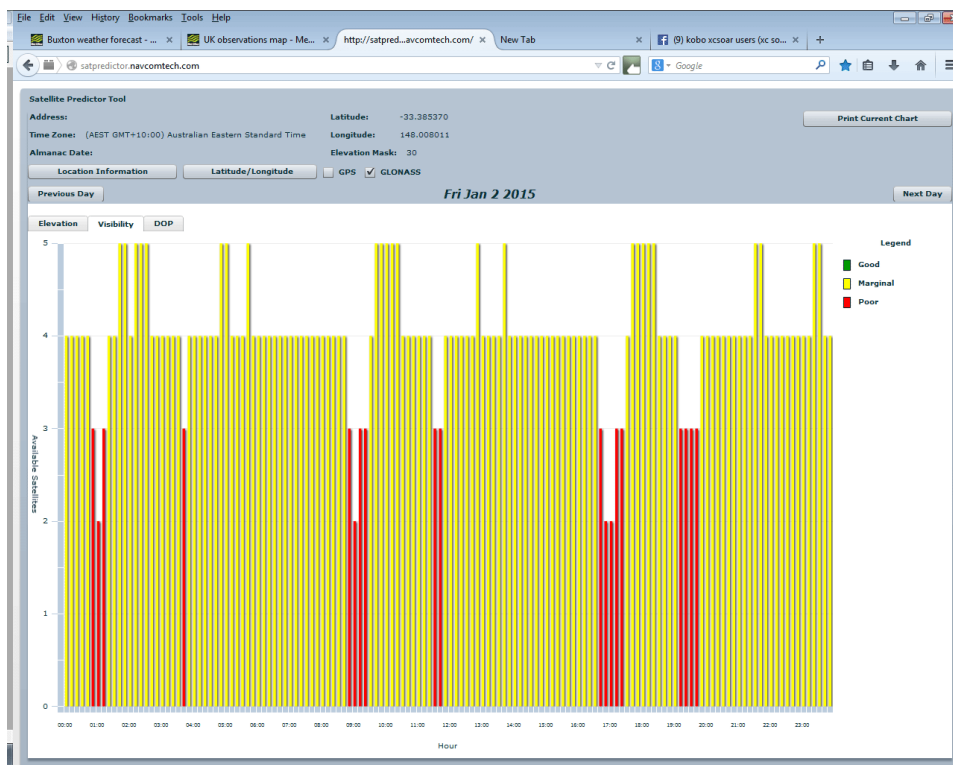 File Edit View History Bookmarks Tools Help
Buxton weather forecast - ... × UK observations map - Me... × http://satpred...avcomtech.com/ × New Tab × (9) kobo xcsoar users (xc so... × +
satpredictor.navcomtech.com Google
Satellite Predictor Tool
Address: Latitude: -33.385370
Time Zone: (AEST GMT+10:00) Australian Eastern Standard Time Longitude: 148.008011 Print Current Chart
Almanac Date: Elevation Mask: 30
Location Information Latitude/Longitude GPS GLONASS
Previous Day Fri Jan 2 2015 Next Day
Elevation Visibility DOP
Legend
Good
Marginal
Poor
5
4
3
2
1
0
Available Satellites
00:00 01:00 02:00 03:00 04:00 05:00 06:00 07:00 08:00 09:00 10:00 11:00 12:00 13:00 14:00 15:00 16:00 17:00 18:00 19:00 20:00 21:00 22:00 23:00
Hour